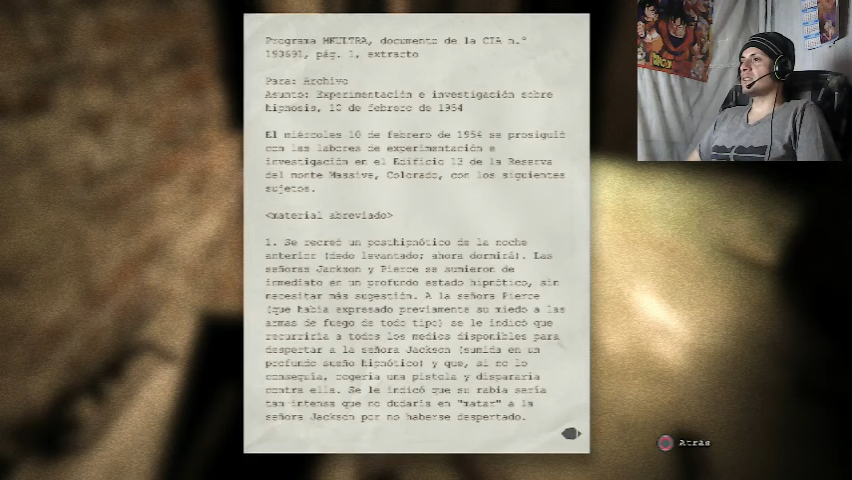 Programa MKULTRA, documento de la CIA n.º
193691, pág. 1, extracto
Para: Archivo
Asunto: Experimentación e investigación sobre
hipnosis, 10 de febrero de 1954
El miércoles 10 de febrero de 1954 se prosiguió
con las labores de experimentación e
investigación en el Edificio 13 de la Reserva
del monte Massive, Colorado, con los siguientes
sujetos.
<material abreviado>
1. Se recreó un posthipnótico de la noche
anterior (dedo levantado; ahora dormirá). Las
señoras Jackson y Pierce se sumieron de
inmediato en un profundo estado hipnótico, sin
necesitar más sugestión. A la señora Pierce
(que había expresado previamente su miedo a las
armas de fuego de todo tipo) se le indicó que
recurriría a todos los medios disponibles para
despertar a la señora Jackson (sumida en un
profundo sueño hipnótico) y que, si no lo
conseguía, cogería una pistola y dispararía
contra ella. Se le indicó que su rabia sería
tan intensa que no dudaría en "matar" a la
señora Jackson por no haberse despertado.
Atrás